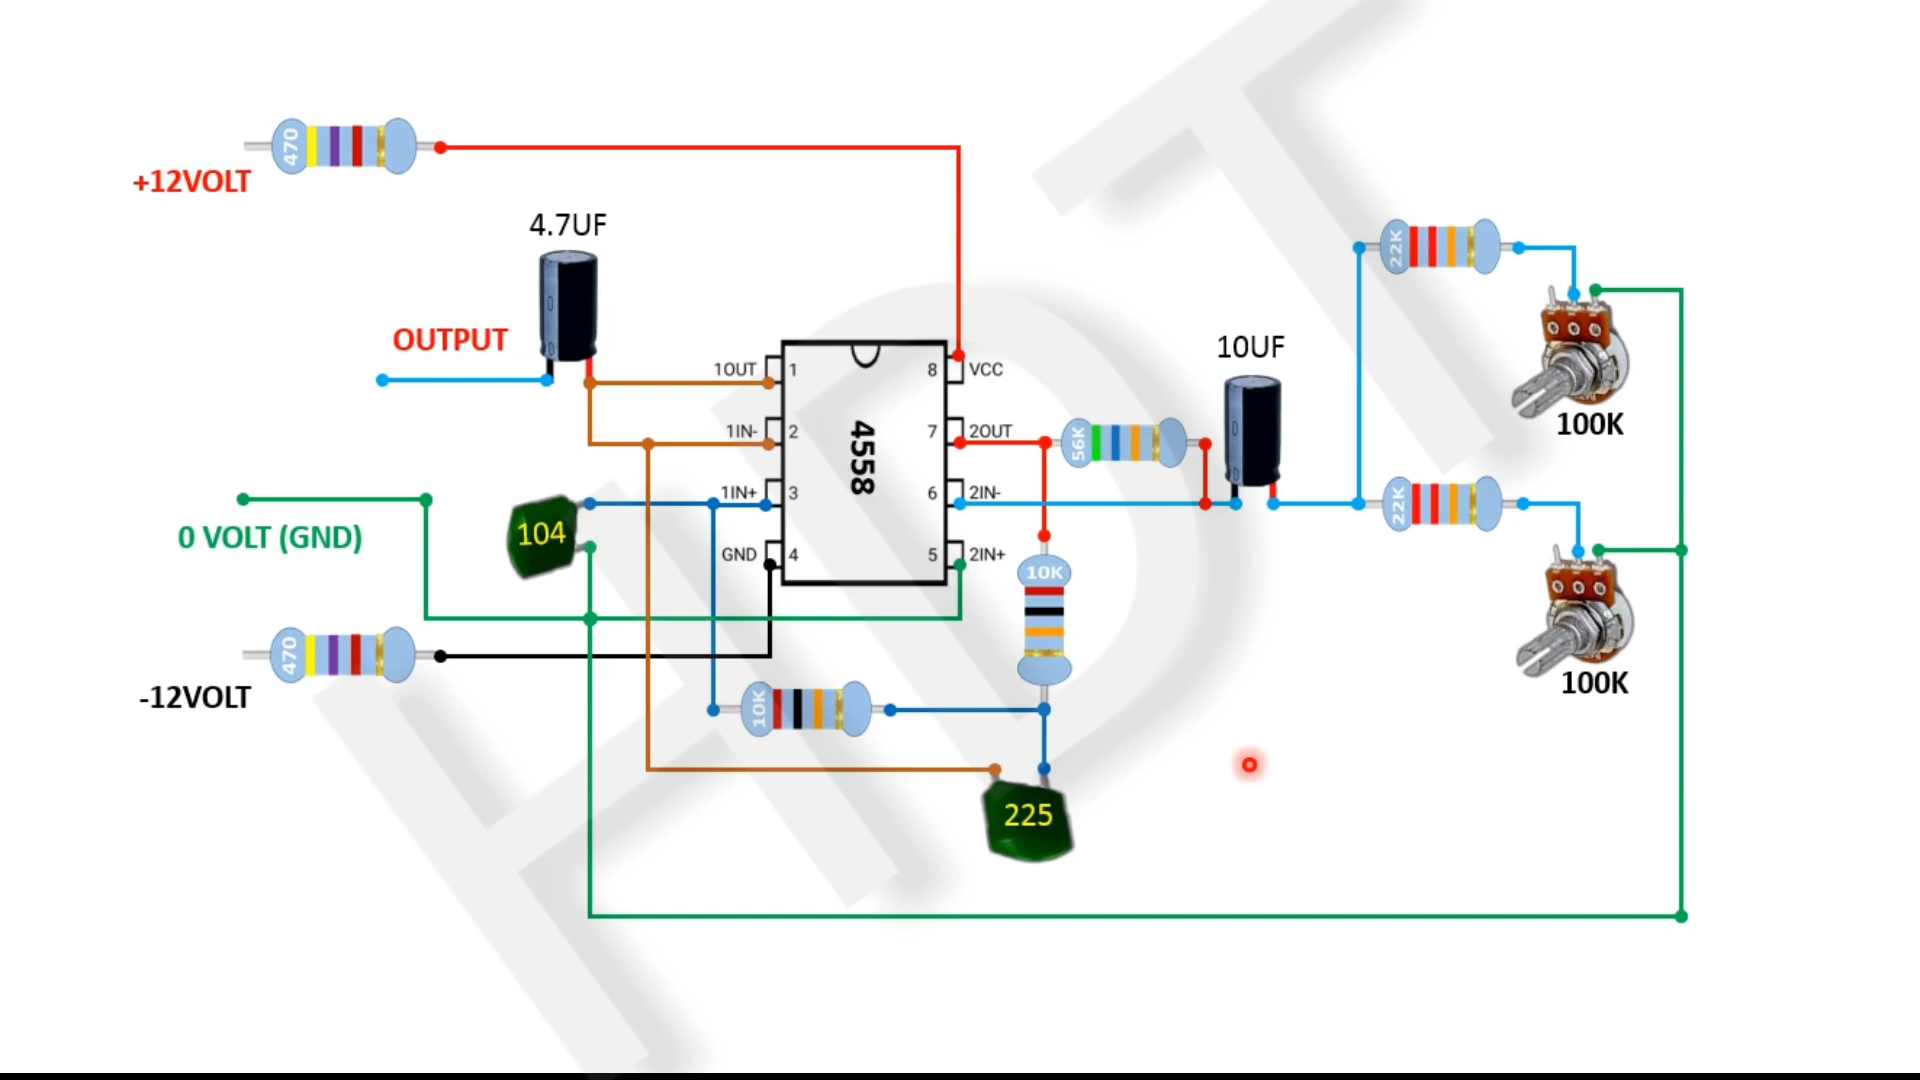 470
+12VOLT
4.7UF
OUTPUT
1OUT 1
8 VCC
1IN- 2
7 2OUT
1IN+ 3
6 2IN-
GND 4
5 2IN+
4558
0 VOLT (GND)
104
470
-12VOLT
10K
56K
10K
225
10UF
22K
100K
22K
100K
HDT